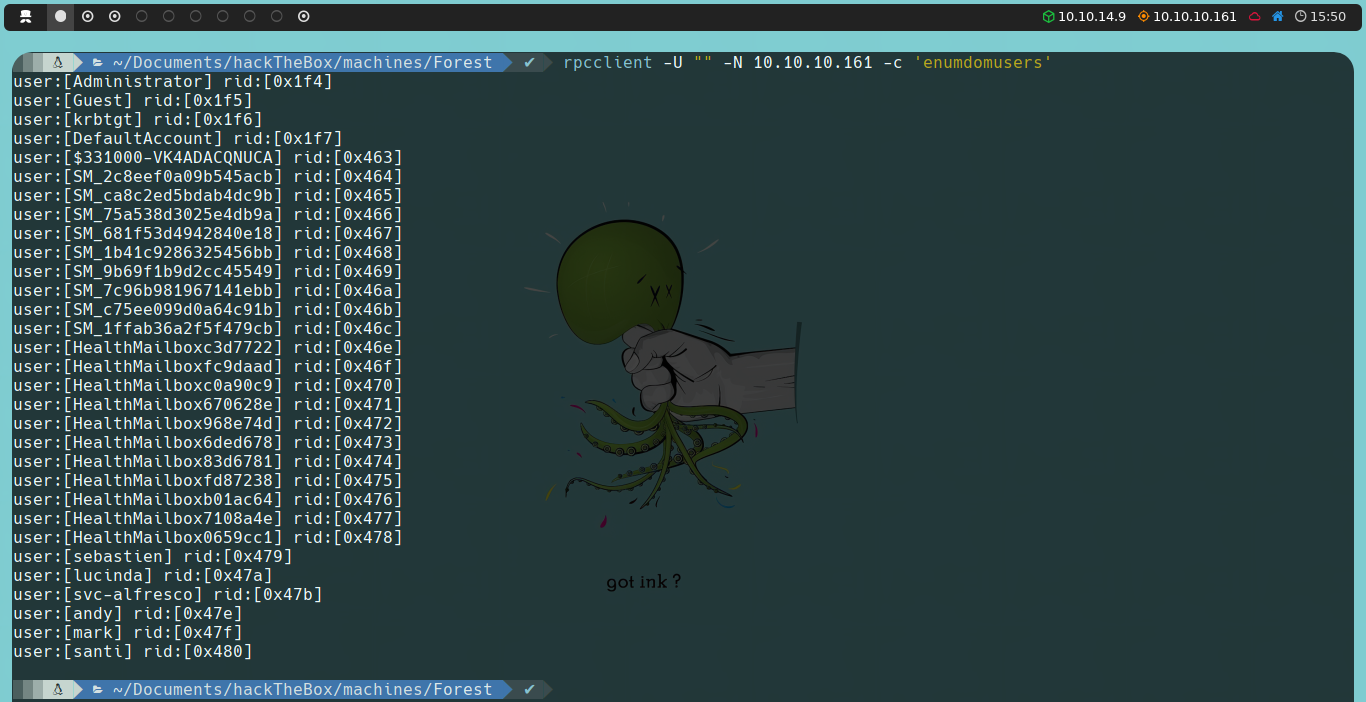 10.10.14.9 10.10.10.161 15:50
~/Documents/hackTheBox/machines/Forest ✔ rpcclient -U "" -N 10.10.10.161 -c 'enumdomusers'
user:[Administrator] rid:[0x1f4]
user:[Guest] rid:[0x1f5]
user:[krbtgt] rid:[0x1f6]
user:[DefaultAccount] rid:[0x1f7]
user:[$331000-VK4ADACQNUCA] rid:[0x463]
user:[SM_2c8eef0a09b545acb] rid:[0x464]
user:[SM_ca8c2ed5bdab4dc9b] rid:[0x465]
user:[SM_75a538d3025e4db9a] rid:[0x466]
user:[SM_681f53d4942840e18] rid:[0x467]
user:[SM_1b41c9286325456bb] rid:[0x468]
user:[SM_9b69f1b9d2cc45549] rid:[0x469]
user:[SM_7c96b981967141ebb] rid:[0x46a]
user:[SM_c75ee099d0a64c91b] rid:[0x46b]
user:[SM_1ffab36a2f5f479cb] rid:[0x46c]
user:[HealthMailboxc3d7722] rid:[0x46e]
user:[HealthMailboxfc9daad] rid:[0x46f]
user:[HealthMailboxc0a90c9] rid:[0x470]
user:[HealthMailbox670628e] rid:[0x471]
user:[HealthMailbox968e74d] rid:[0x472]
user:[HealthMailbox6ded678] rid:[0x473]
user:[HealthMailbox83d6781] rid:[0x474]
user:[HealthMailboxfd87238] rid:[0x475]
user:[HealthMailboxb01ac64] rid:[0x476]
user:[HealthMailbox7108a4e] rid:[0x477]
user:[HealthMailbox0659cc1] rid:[0x478]
user:[sebastien] rid:[0x479]
user:[lucinda] rid:[0x47a]
user:[svc-alfresco] rid:[0x47b]
user:[andy] rid:[0x47e]
user:[mark] rid:[0x47f]
user:[santi] rid:[0x480]
got ink ?
~/Documents/hackTheBox/machines/Forest ✔